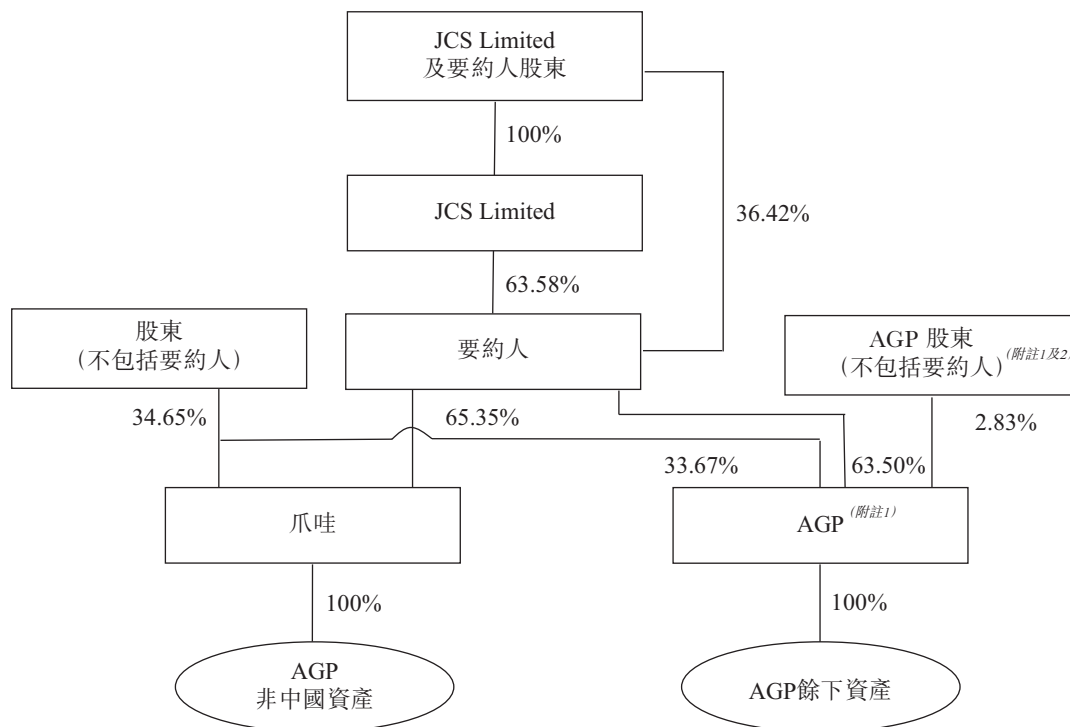 JCS Limited
及要約人股東
100%
JCS Limited
36.42%
63.58%
股東
(不包括要約人)
要約人
AGP 股東
(不包括要約人)(附註1及2)
34.65%
65.35%
2.83%
33.67%
63.50%
爪哇
AGP(附註1)
100%
100%
AGP
非中國資產
AGP餘下資產